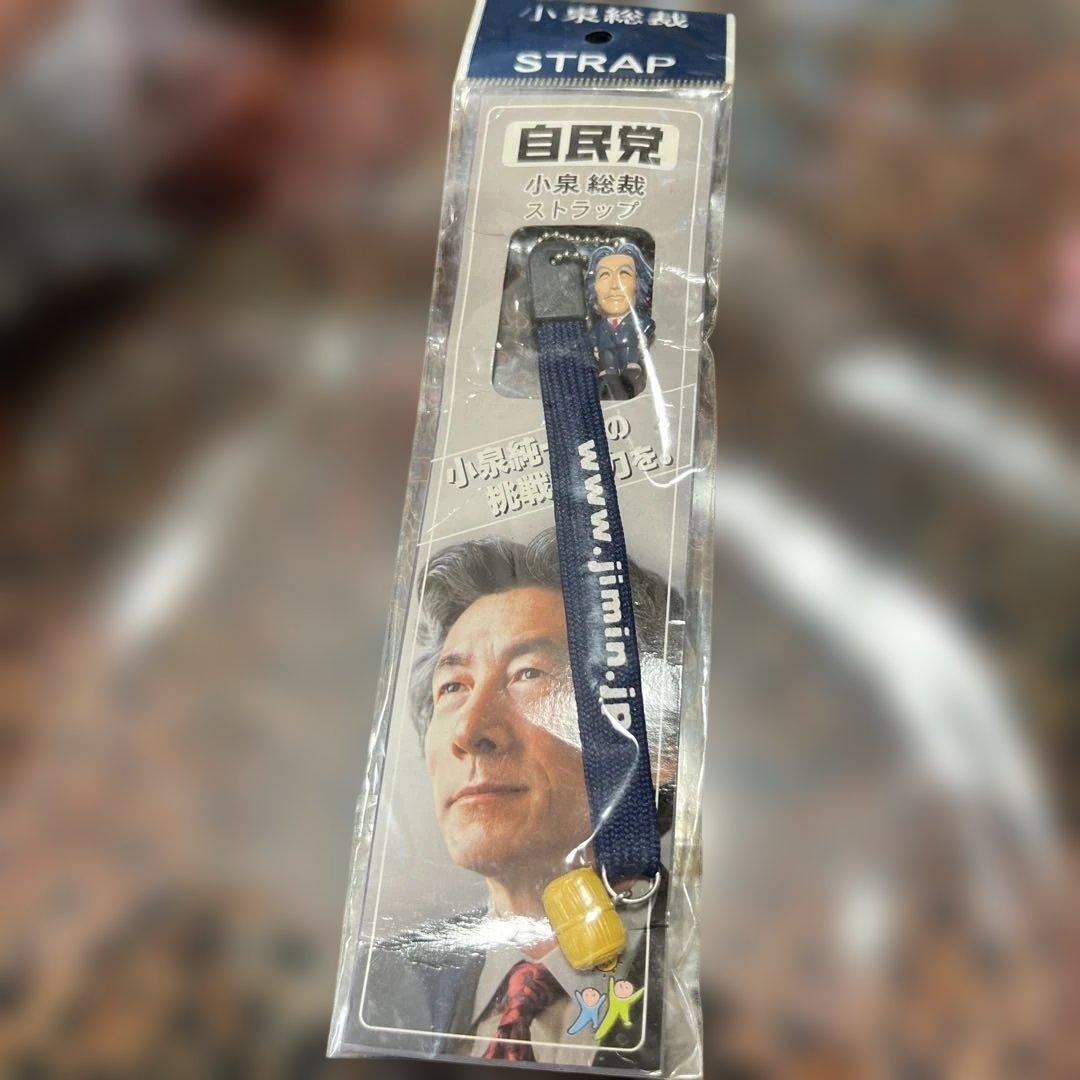 小泉総裁
STRAP
自民党
小泉 総裁
ストラップ
小泉純 の
挑戦 力を。
www.jimin.jp